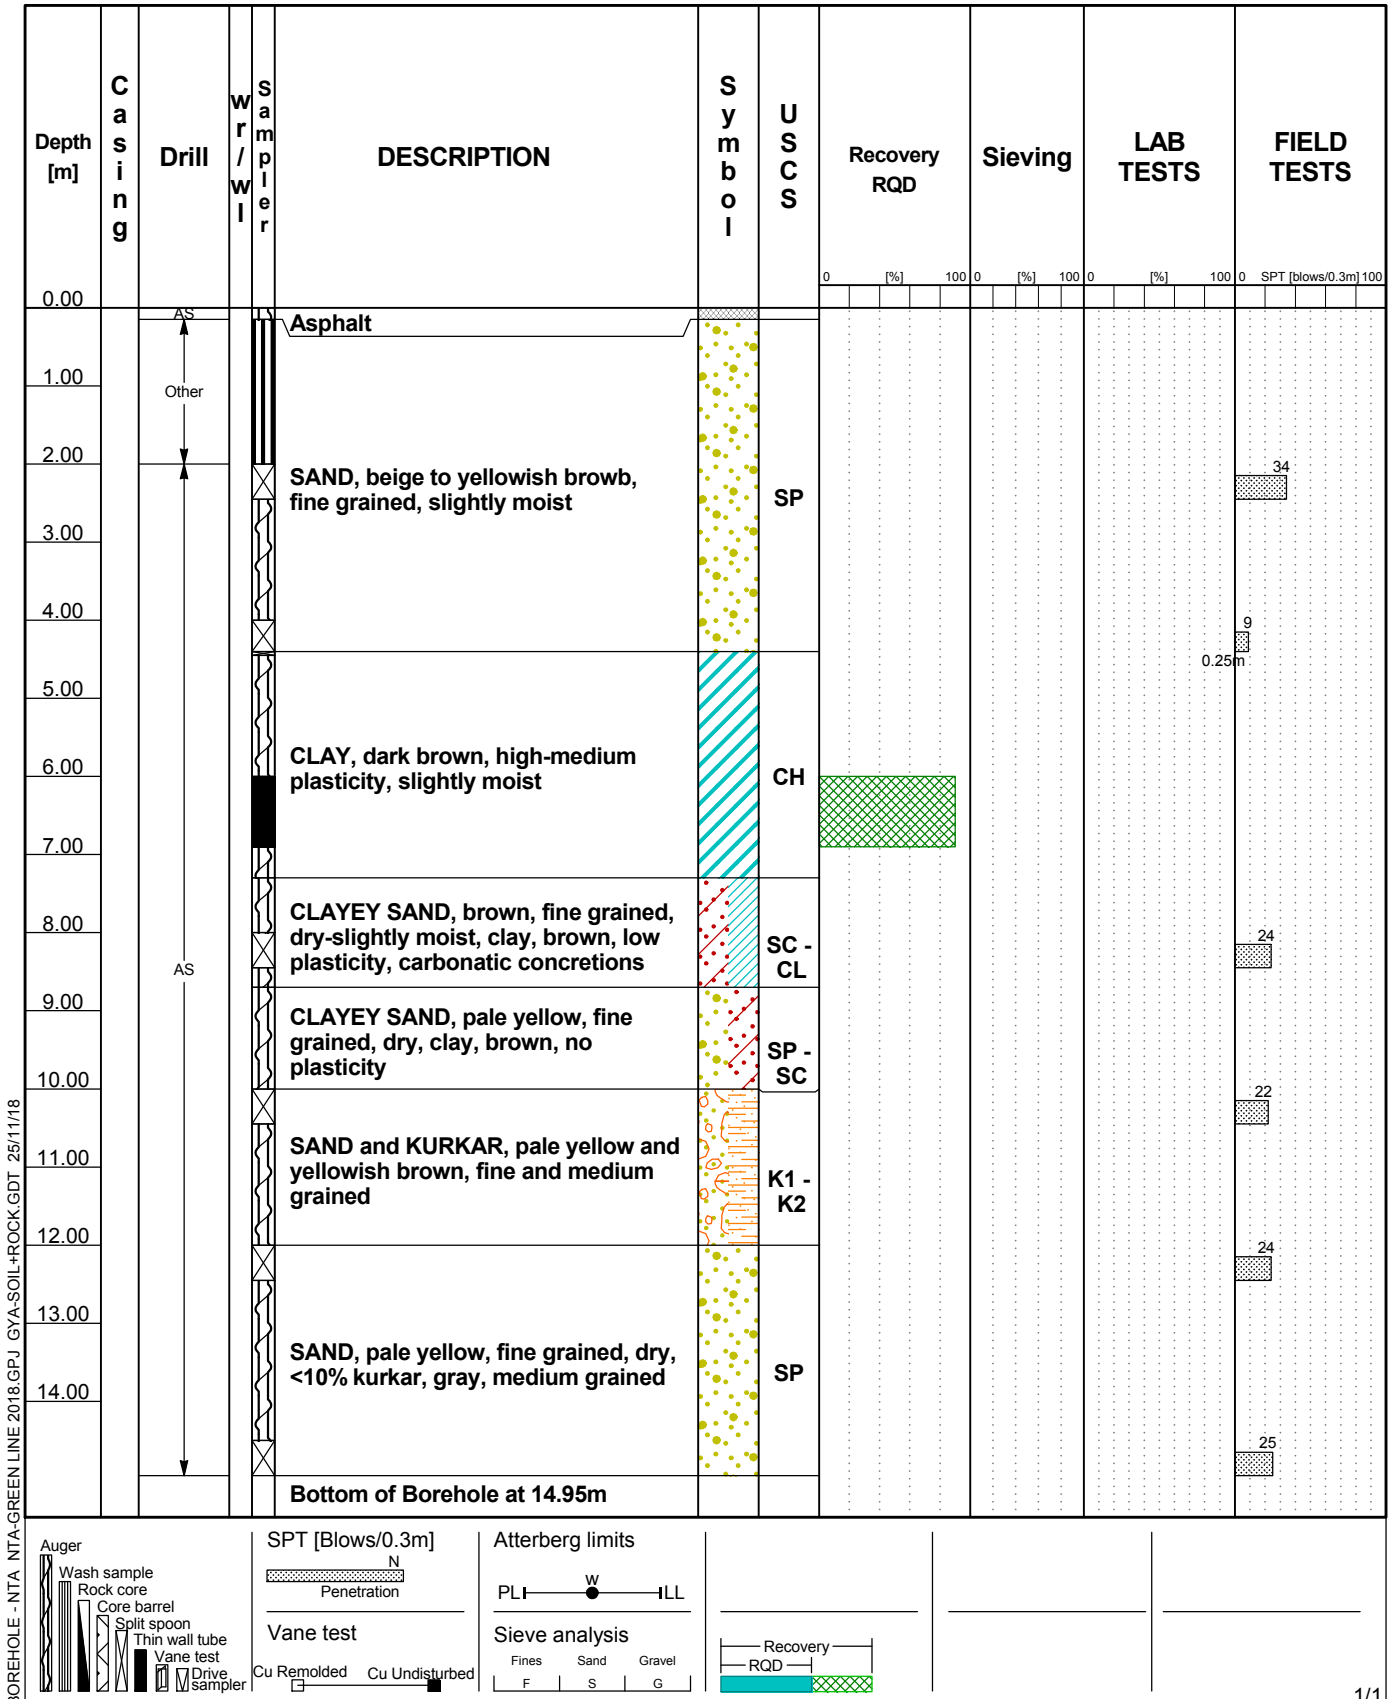 Depth
[m]
Casing
Drill
wr/wl
Sampler
DESCRIPTION
Symbol
USCS
Recovery
RQD
Sieving
LAB
TESTS
FIELD
TESTS
0 [%] 100
0 [%] 100
0 [%] 100
0 SPT [blows/0.3m] 100
0.00
AS
Asphalt
1.00
Other
2.00
34
SAND, beige to yellowish browb,
fine grained, slightly moist
SP
3.00
4.00
9
0.25m
5.00
CLAY, dark brown, high-medium
plasticity, slightly moist
CH
6.00
7.00
CLAYEY SAND, brown, fine grained,
dry-slightly moist, clay, brown, low
plasticity, carbonatic concretions
SC -
CL
8.00
24
AS
9.00
CLAYEY SAND, pale yellow, fine
grained, dry, clay, brown, no
plasticity
SP -
SC
10.00
22
SAND and KURKAR, pale yellow and
yellowish brown, fine and medium
grained
K1 -
K2
11.00
12.00
24
13.00
SAND, pale yellow, fine grained, dry,
<10% kurkar, gray, medium grained
SP
14.00
25
Bottom of Borehole at 14.95m
BOREHOLE - NTA NTA-GREEN LINE 2018.GPJ GYA-SOIL+ROCK.GDT 25/11/18
Auger
Wash sample
Rock core
Core barrel
Split spoon
Thin wall tube
Vane test
Drive
sampler
SPT [Blows/0.3m]
N
Penetration
Vane test
Cu Remolded Cu Undisturbed
Atterberg limits
W
PL LL
Sieve analysis
Fines Sand Gravel
F S G
Recovery
RQD
1/1